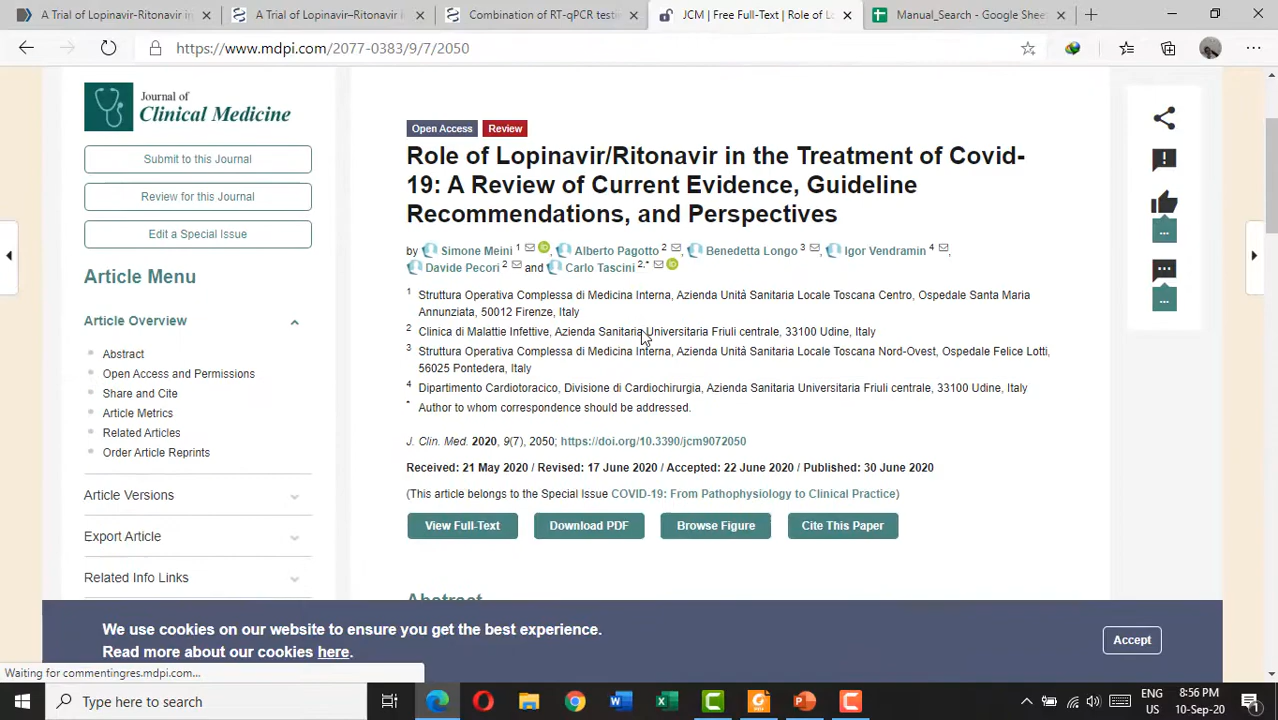 A Trial of Lopinavir-Ritonavir in
A Trial of Lopinavir–Ritonavir i
Combination of RT-qPCR testi
JCM | Free Full-Text | Role of Lo
Manual_Search - Google Sheets
https://www.mdpi.com/2077-0383/9/7/2050
Journal of
Clinical Medicine
Submit to this Journal
Review for this Journal
Edit a Special Issue
Article Menu
Article Overview
Abstract
Open Access and Permissions
Share and Cite
Article Metrics
Related Articles
Order Article Reprints
Article Versions
Export Article
Related Info Links
Open Access Review
Role of Lopinavir/Ritonavir in the Treatment of Covid-
19: A Review of Current Evidence, Guideline
Recommendations, and Perspectives
by Simone Meini 1, Alberto Pagotto 2, Benedetta Longo 3, Igor Vendramin 4,
Davide Pecori 2 and Carlo Tascini 2,*
1 Struttura Operativa Complessa di Medicina Interna, Azienda Unità Sanitaria Locale Toscana Centro, Ospedale Santa Maria
Annunziata, 50012 Firenze, Italy
2 Clinica di Malattie Infettive, Azienda Sanitaria Universitaria Friuli centrale, 33100 Udine, Italy
3 Struttura Operativa Complessa di Medicina Interna, Azienda Unità Sanitaria Locale Toscana Nord-Ovest, Ospedale Felice Lotti,
56025 Pontedera, Italy
4 Dipartimento Cardiotoracico, Divisione di Cardiochirurgia, Azienda Sanitaria Universitaria Friuli centrale, 33100 Udine, Italy
* Author to whom correspondence should be addressed.
J. Clin. Med. 2020, 9(7), 2050; https://doi.org/10.3390/jcm9072050
Received: 21 May 2020 / Revised: 17 June 2020 / Accepted: 22 June 2020 / Published: 30 June 2020
(This article belongs to the Special Issue COVID-19: From Pathophysiology to Clinical Practice)
View Full-Text
Download PDF
Browse Figure
Cite This Paper
Abstract
...
...
We use cookies on our website to ensure you get the best experience.
Read more about our cookies here.
Accept
Waiting for commentingres.mdpi.com...
Type here to search
ENG
US
8:56 PM
10-Sep-20
1